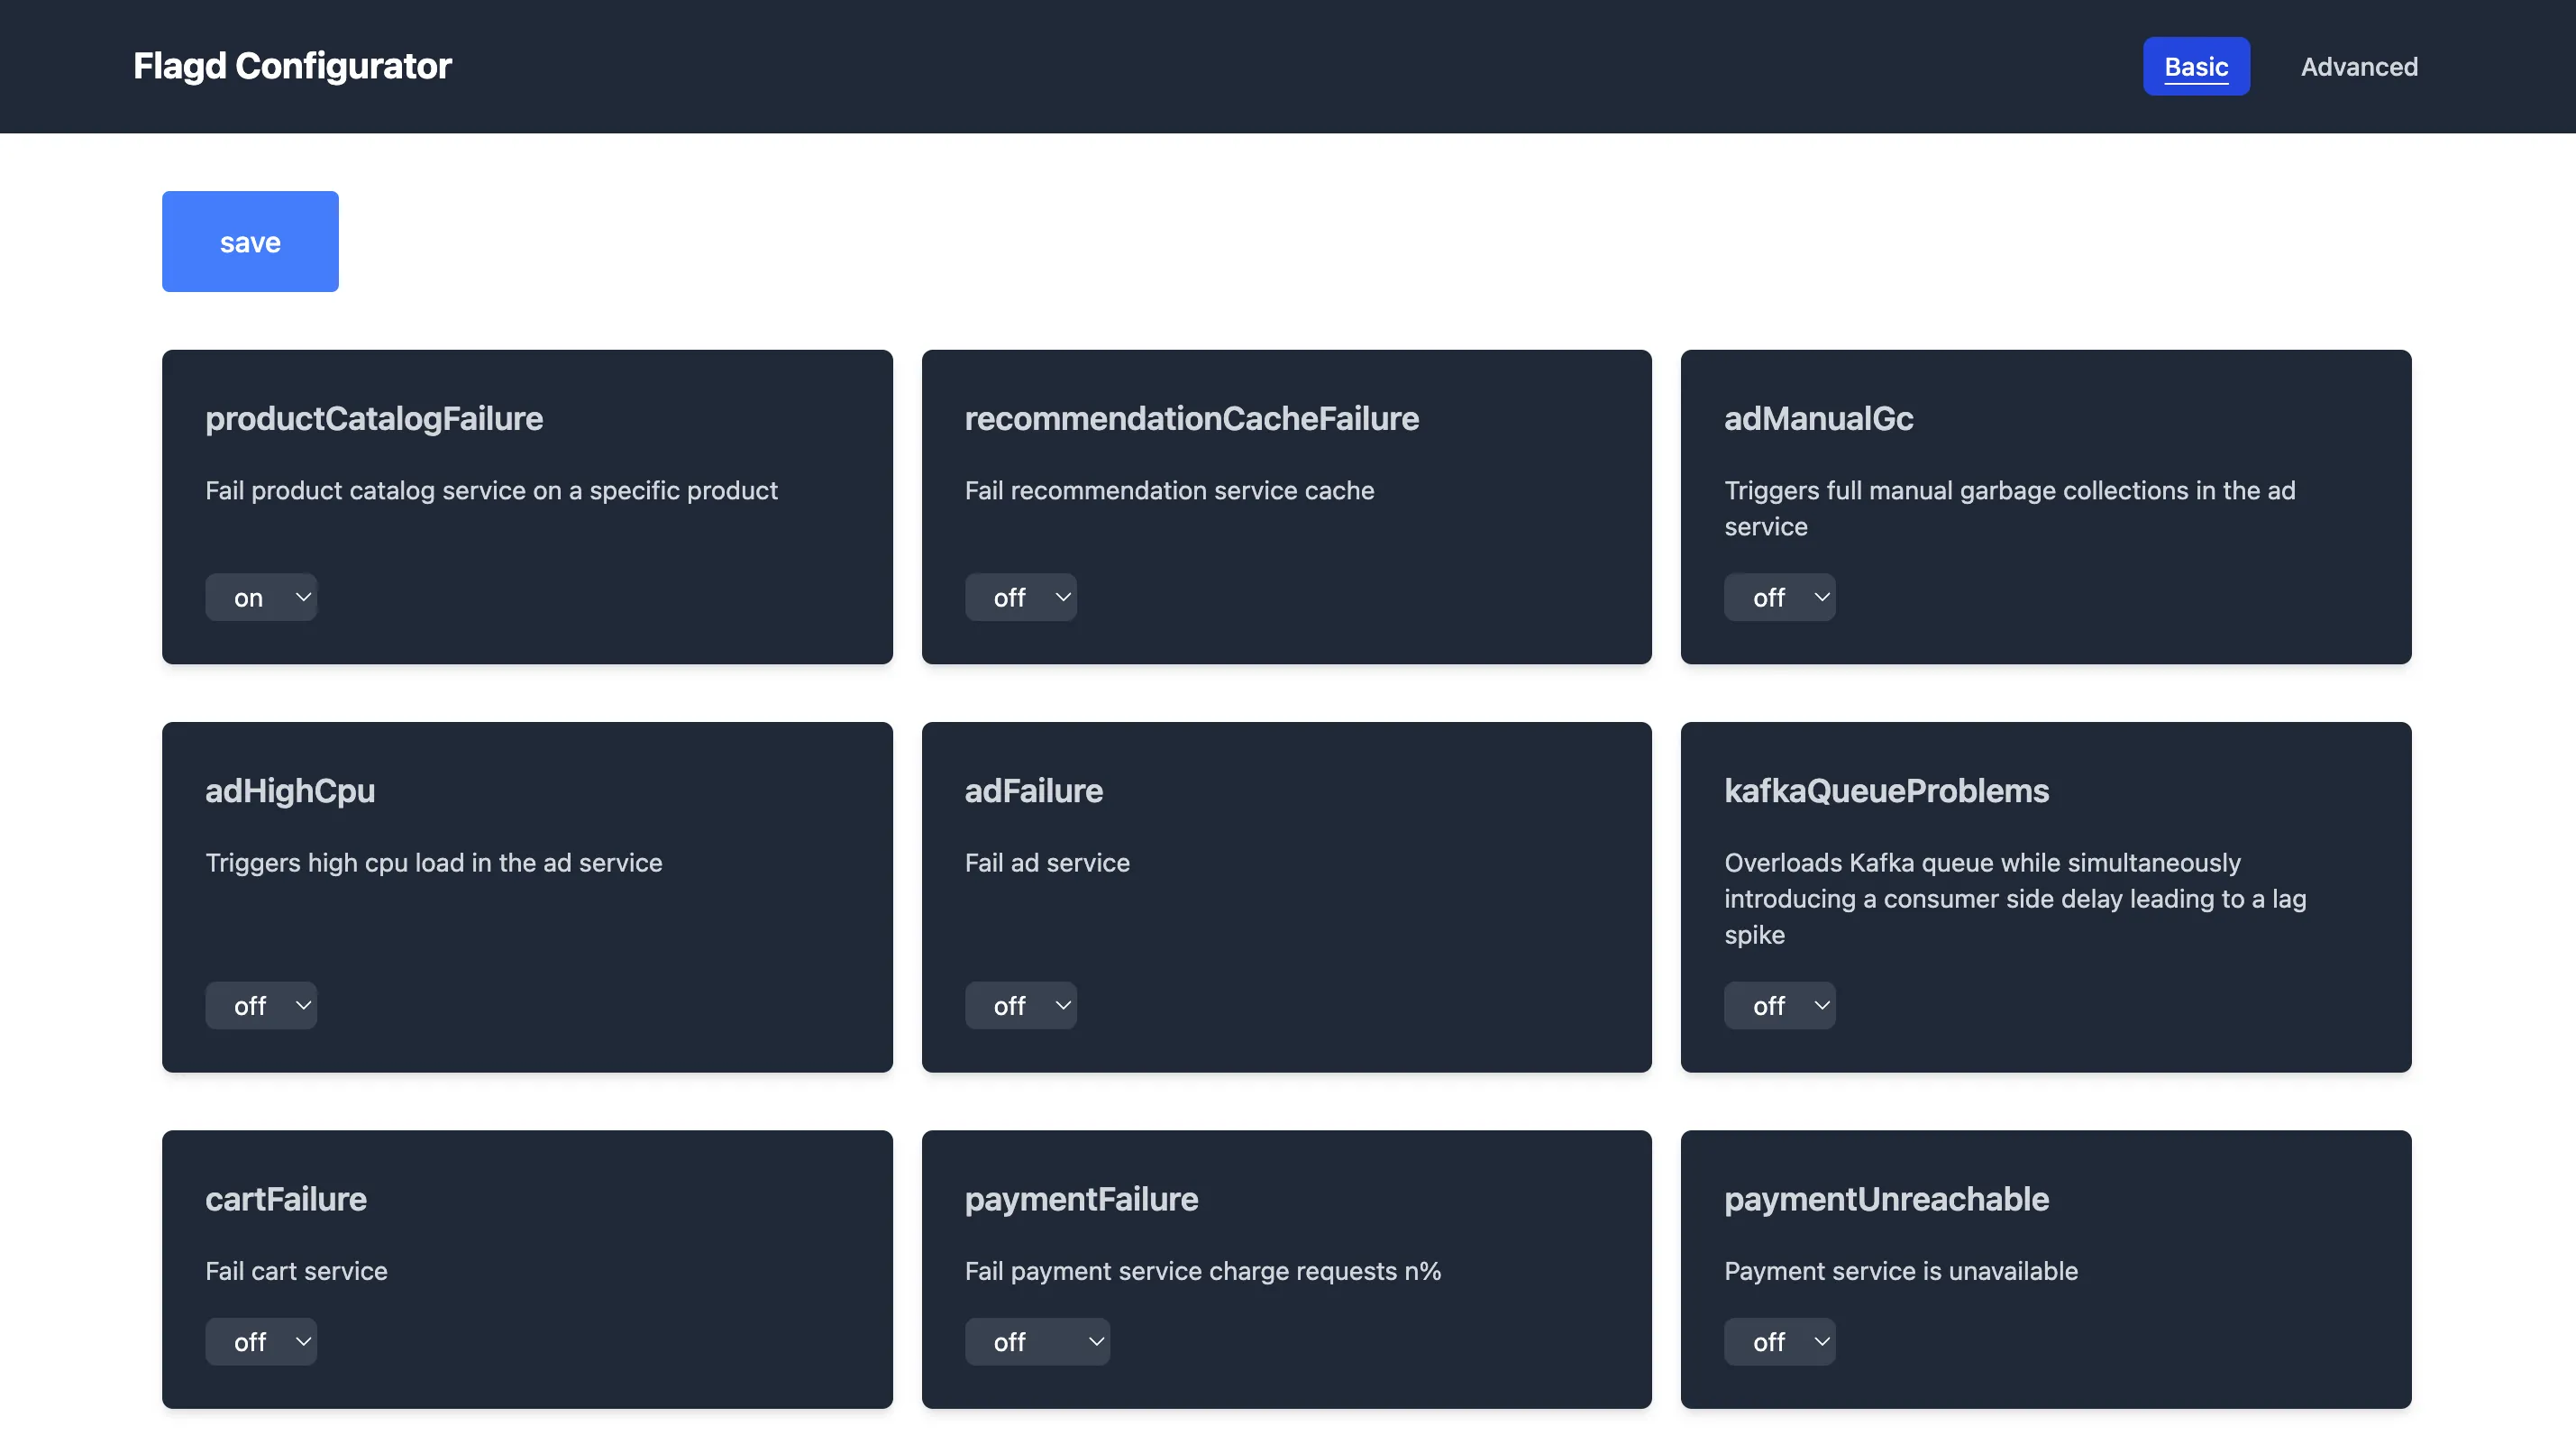 Flagd Configurator
Basic
Advanced
save
productCatalogFailure
Fail product catalog service on a specific product
on
recommendationCacheFailure
Fail recommendation service cache
off
adManualGc
Triggers full manual garbage collections in the ad
service
off
adHighCpu
Triggers high cpu load in the ad service
off
adFailure
Fail ad service
off
kafkaQueueProblems
Overloads Kafka queue while simultaneously
introducing a consumer side delay leading to a lag
spike
off
cartFailure
Fail cart service
off
paymentFailure
Fail payment service charge requests n%
off
paymentUnreachable
Payment service is unavailable
off